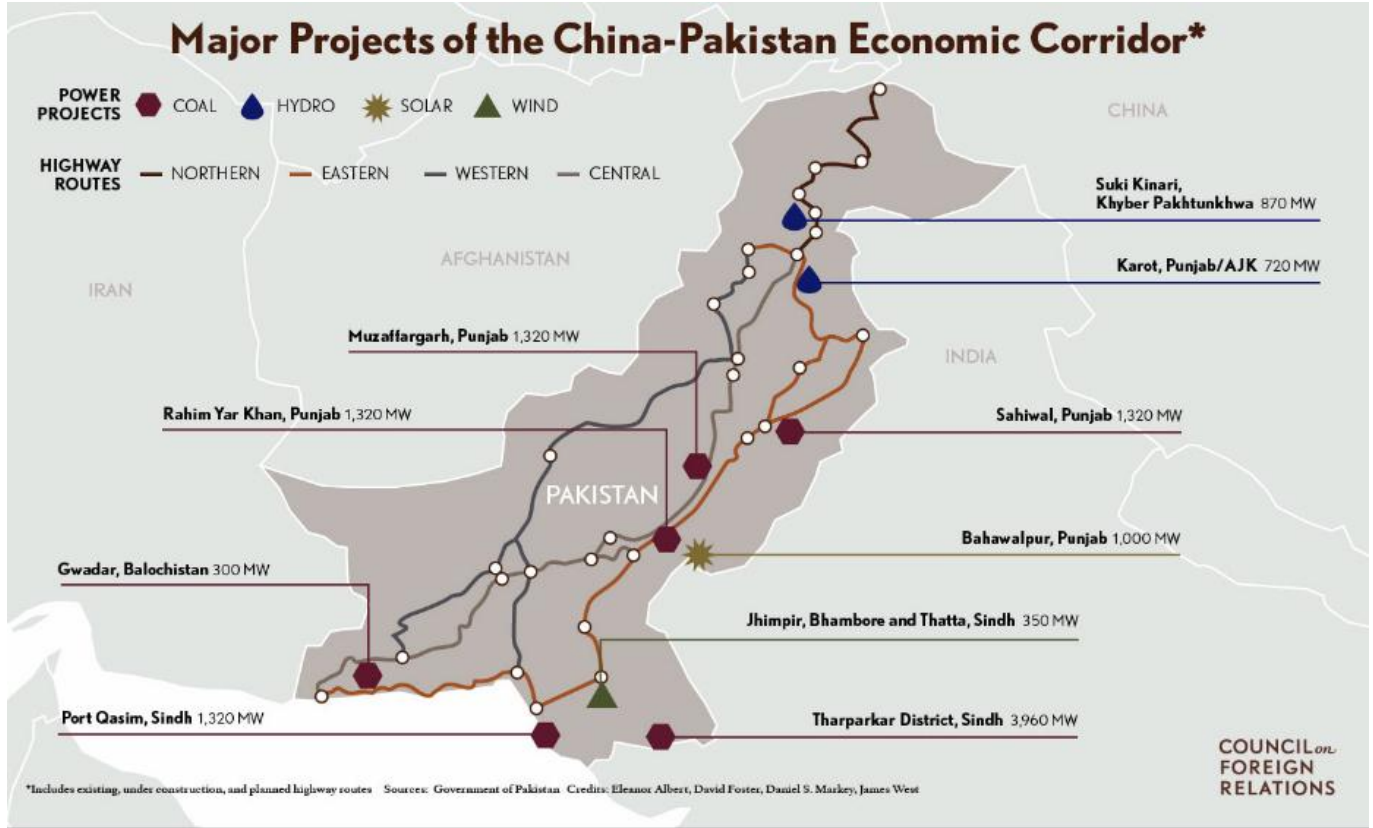 Major Projects of the China-Pakistan Economic Corridor*
POWER
PROJECTS
COAL
HYDRO
SOLAR
WIND
HIGHWAY
ROUTES
NORTHERN
EASTERN
WESTERN
CENTRAL
CHINA
Suki Kinari,
Khyber Pakhtunkhwa 870 MW
AFGHANISTAN
IRAN
Karot, Punjab/AJK 720 MW
Muzaffargarh, Punjab 1,320 MW
INDIA
Rahim Yar Khan, Punjab 1,320 MW
Sahiwal, Punjab 1,320 MW
PAKISTAN
Bahawalpur, Punjab 1,000 MW
Gwadar, Balochistan 300 MW
Jhimpir, Bhambore and Thatta, Sindh 350 MW
Port Qasim, Sindh 1,320 MW
Tharparkar District, Sindh 3,960 MW
COUNCIL on
FOREIGN
RELATIONS
*Includes existing, under construction, and planned highway routes Sources: Government of Pakistan Credits: Eleanor Albert, David Foster, Daniel S. Markey, James West